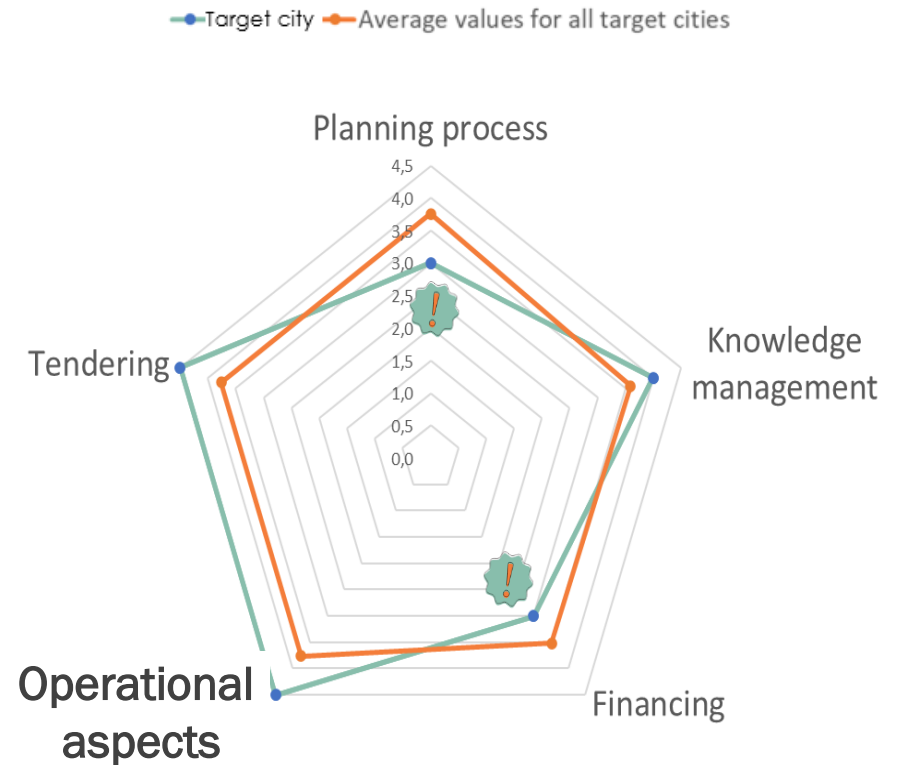 Target city Average values for all target cities
Planning process
4,5
4,0
3,5
3,0
2,5
2,0
1,5
1,0
0,5
0,0
Knowledge
management
Tendering
!
!
Operational
aspects
Financing